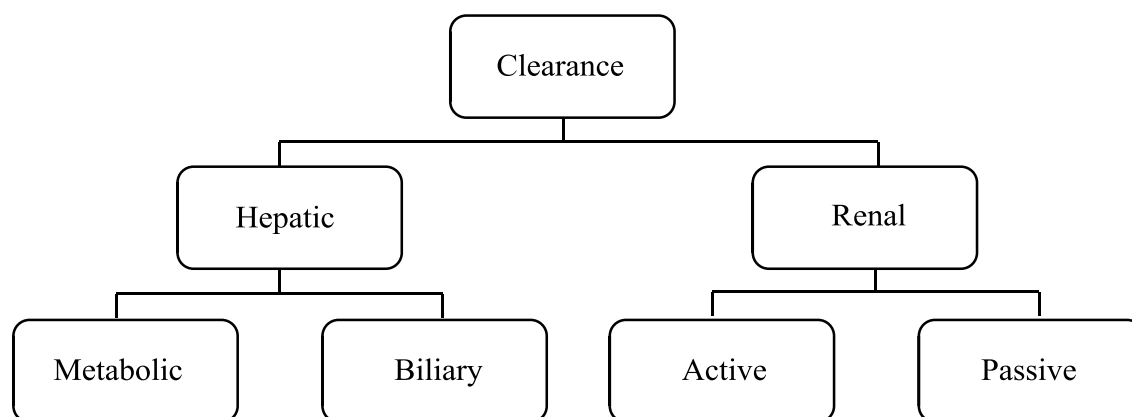 Clearance
Hepatic
Renal
Metabolic
Biliary
Active
Passive